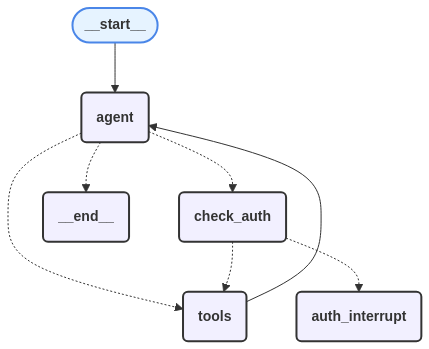 __start__
agent
__end__
check_auth
tools
auth_interrupt